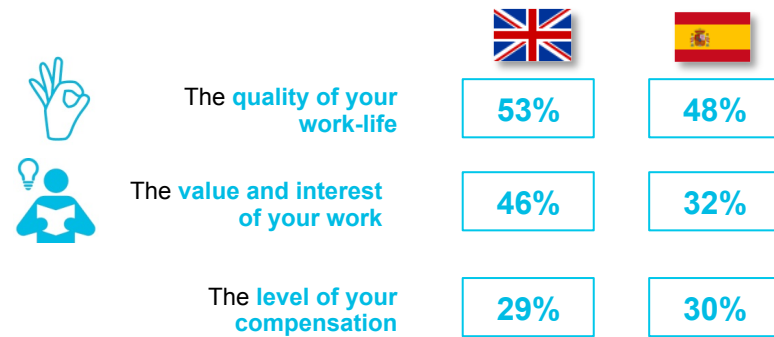 The quality of your
work-life
53%
48%
The value and interest
of your work
46%
32%
The level of your
compensation
29%
30%